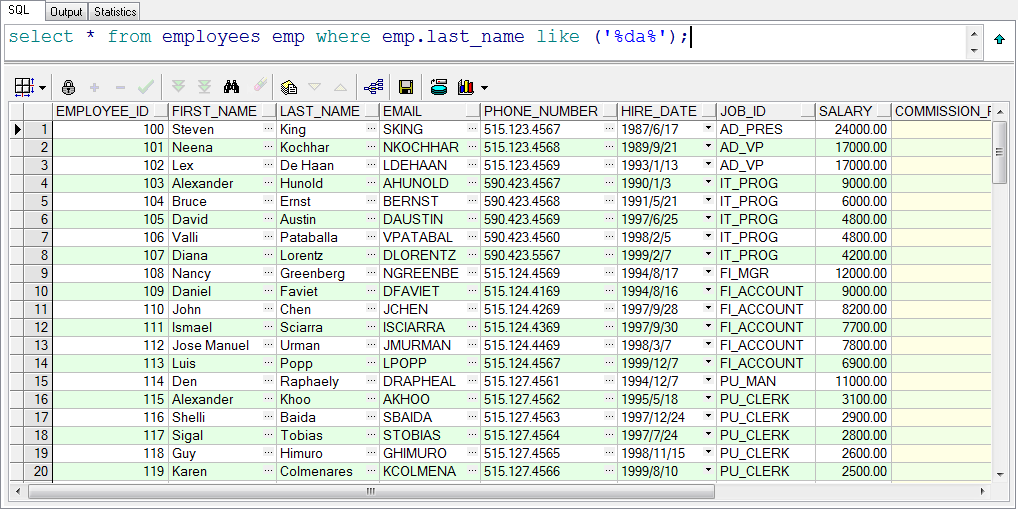 SQL Output Statistics
select * from employees emp where emp.last_name like ('%da%');
EMPLOYEE_ID FIRST_NAME LAST_NAME EMAIL PHONE_NUMBER HIRE_DATE JOB_ID SALARY COMMISSION_P
1 100 Steven ... King ... SKING ... 515.123.4567 ... 1987/6/17 AD_PRES 24000.00
2 101 Neena ... Kochhar ... NKOCHHAR ... 515.123.4568 ... 1989/9/21 AD_VP 17000.00
3 102 Lex ... De Haan ... LDEHAAN ... 515.123.4569 ... 1993/1/13 AD_VP 17000.00
4 103 Alexander ... Hunold ... AHUNOLD ... 590.423.4567 ... 1990/1/3 IT_PROG 9000.00
5 104 Bruce ... Ernst ... BERNST ... 590.423.4568 ... 1991/5/21 IT_PROG 6000.00
6 105 David ... Austin ... DAUSTIN ... 590.423.4569 ... 1997/6/25 IT_PROG 4800.00
7 106 Valli ... Pataballa ... VPATABAL ... 590.423.4560 ... 1998/2/5 IT_PROG 4800.00
8 107 Diana ... Lorentz ... DLORENTZ ... 590.423.5567 ... 1999/2/7 IT_PROG 4200.00
9 108 Nancy ... Greenberg ... NGREENBE ... 515.124.4569 ... 1994/8/17 FI_MGR 12000.00
10 109 Daniel ... Faviet ... DFAVIET ... 515.124.4169 ... 1994/8/16 FI_ACCOUNT 9000.00
11 110 John ... Chen ... JCHEN ... 515.124.4269 ... 1997/9/28 FI_ACCOUNT 8200.00
12 111 Ismael ... Sciarra ... ISCIARRA ... 515.124.4369 ... 1997/9/30 FI_ACCOUNT 7700.00
13 112 Jose Manuel ... Urman ... JMURMAN ... 515.124.4469 ... 1998/3/7 FI_ACCOUNT 7800.00
14 113 Luis ... Popp ... LPOPP ... 515.124.4567 ... 1999/12/7 FI_ACCOUNT 6900.00
15 114 Den ... Raphaely ... DRAPHEAL ... 515.127.4561 ... 1994/12/7 PU_MAN 11000.00
16 115 Alexander ... Khoo ... AKHOO ... 515.127.4562 ... 1995/5/18 PU_CLERK 3100.00
17 116 Shelli ... Baida ... SBAIDA ... 515.127.4563 ... 1997/12/24 PU_CLERK 2900.00
18 117 Sigal ... Tobias ... STOBIAS ... 515.127.4564 ... 1997/7/24 PU_CLERK 2800.00
19 118 Guy ... Himuro ... GHIMURO ... 515.127.4565 ... 1998/11/15 PU_CLERK 2600.00
20 119 Karen ... Colmenares ... KCOLMENA ... 515.127.4566 ... 1999/8/10 PU_CLERK 2500.00